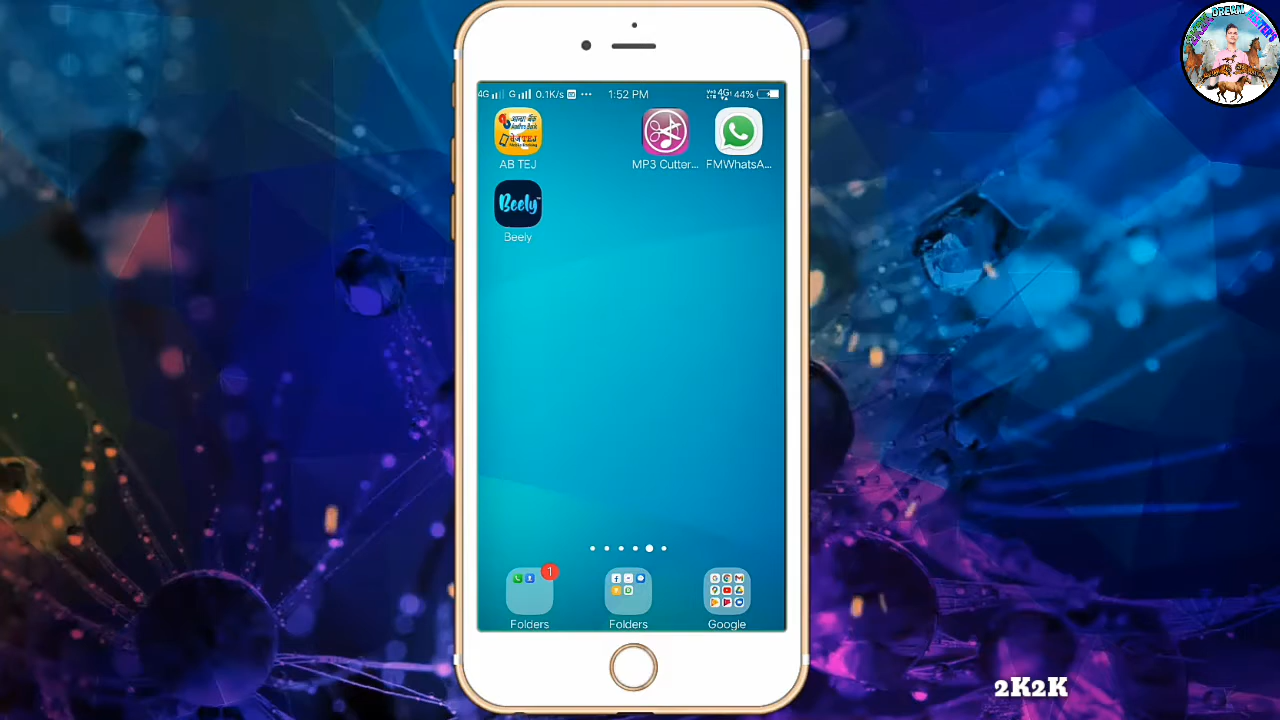 4G G 0.1K/s ... 1:52 PM 4G 44%
AB TEJ
MP3 Cutter...
FMWhatsA...
Beely
Beely
1
Folders
Folders
Google
2K2K